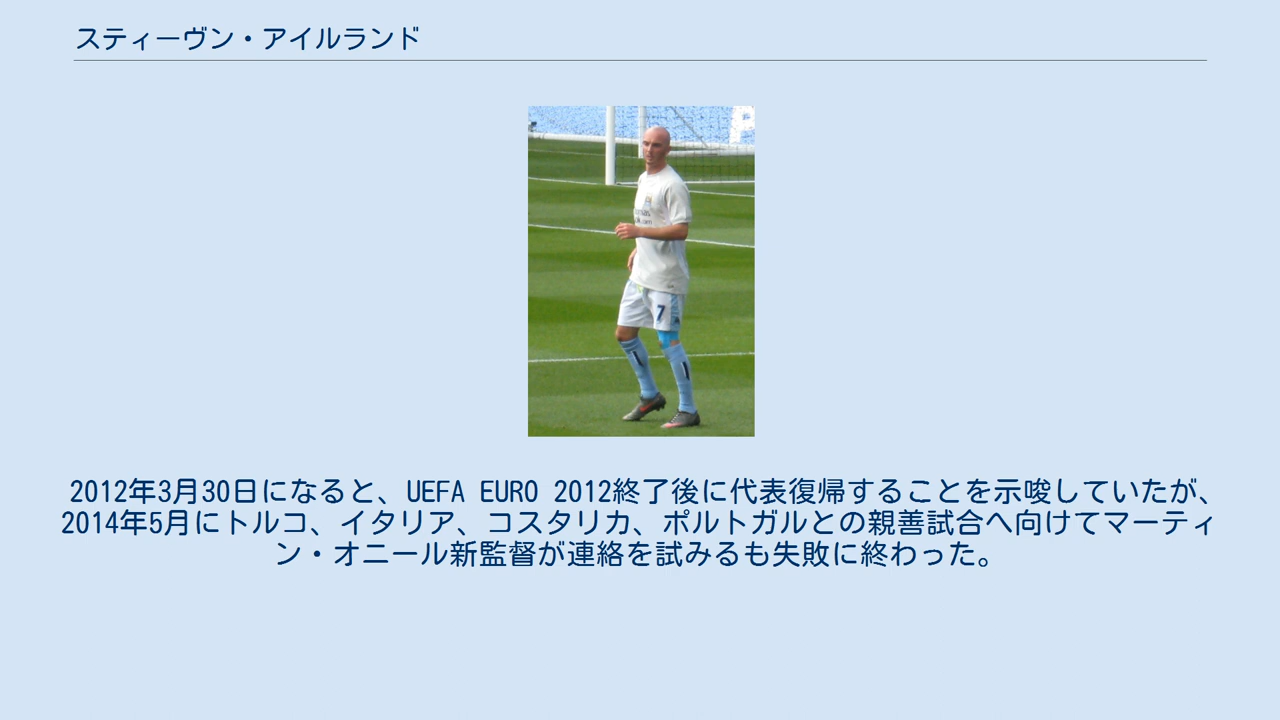 スティーヴン・アイルランド
P
7
2012年3月30日になると、UEFA EURO 2012終了後に代表復帰することを示唆していたが、
2014年5月にトルコ、イタリア、コスタリカ、ポルトガルとの親善試合へ向けてマーティ
ン・オニール新監督が連絡を試みるも失敗に終わった。